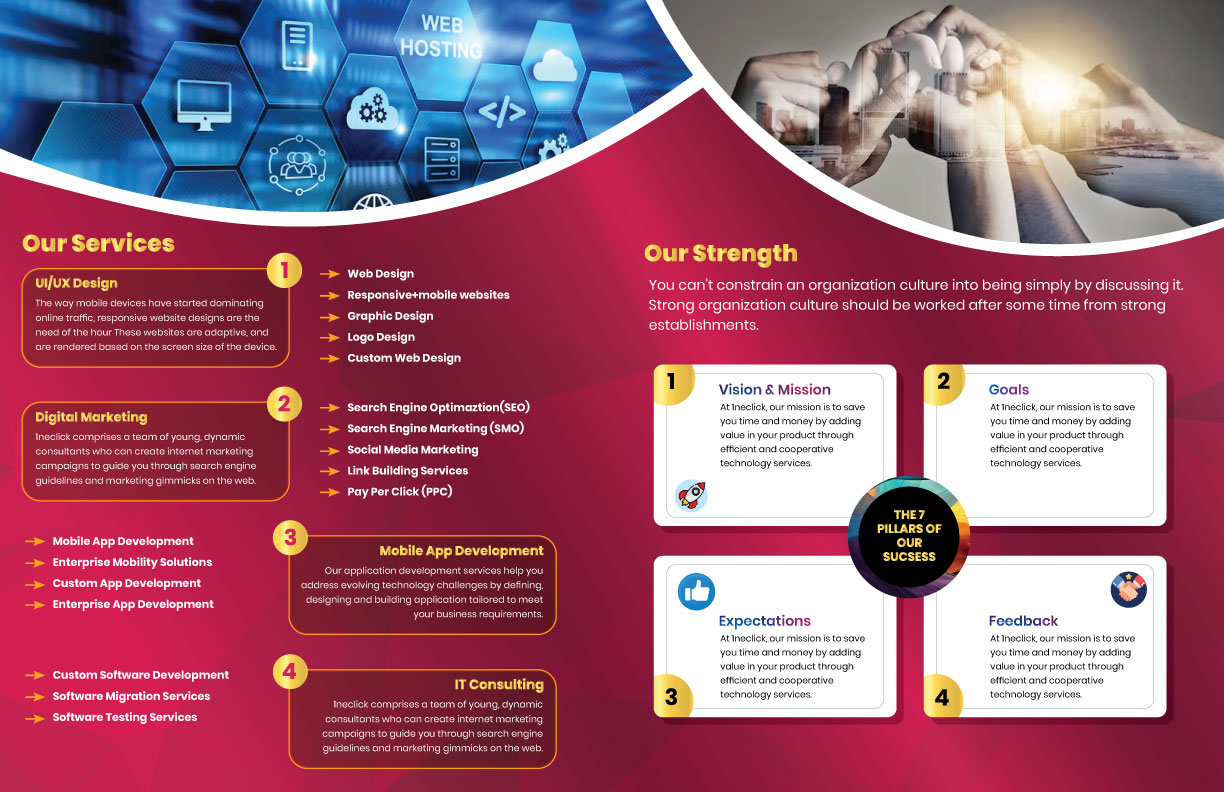 WEB
HOSTING
Our Services
1
UI/UX Design
The way mobile devices have started dominating
online traffic, responsive website designs are the
need of the hour These websites are adaptive, and
are rendered based on the screen size of the device.
Web Design
Responsive+mobile websites
Graphic Design
Logo Design
Custom Web Design
2
Digital Marketing
1neclick comprises a team of young, dynamic
consultants who can create internet marketing
campaigns to guide you through search engine
guidelines and marketing gimmicks on the web.
Search Engine Optimaztion(SEO)
Search Engine Marketing (SMO)
Social Media Marketing
Link Building Services
Pay Per Click (PPC)
Mobile App Development
Enterprise Mobility Solutions
Custom App Development
Enterprise App Development
3
Mobile App Development
Our application development services help you
address evolving technology challenges by defining,
designing and building application tailored to meet
your business requirements.
Custom Software Development
Software Migration Services
Software Testing Services
4
IT Consulting
1neclick comprises a team of young, dynamic
consultants who can create internet marketing
campaigns to guide you through search engine
guidelines and marketing gimmicks on the web.
Our Strength
You can't constrain an organization culture into being simply by discussing it.
Strong organization culture should be worked after some time from strong
establishments.
1
Vision & Mission
At 1neclick, our mission is to save
you time and money by adding
value in your product through
efficient and cooperative
technology services.
2
Goals
At 1neclick, our mission is to save
you time and money by adding
value in your product through
efficient and cooperative
technology services.
THE 7
PILLARS OF
OUR
SUCSESS
Expectations
At 1neclick, our mission is to save
you time and money by adding
value in your product through
efficient and cooperative
technology services.
3
Feedback
At 1neclick, our mission is to save
you time and money by adding
value in your product through
efficient and cooperative
technology services.
4